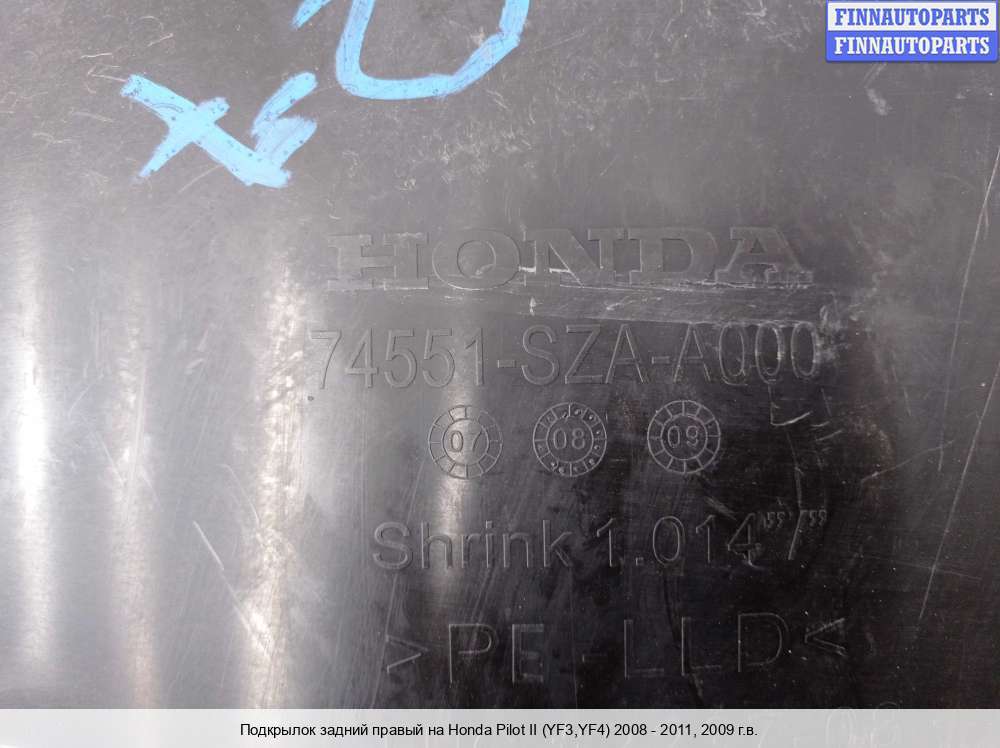 FINNAUTOPARTS
FINNAUTOPARTS
HONDA
74551-SZA-A000
07 08 09
Shrink 1.014
>PE-LLD<
Подкрылок задний правый на Honda Pilot II (YF3,YF4) 2008 - 2011, 2009 г.в.